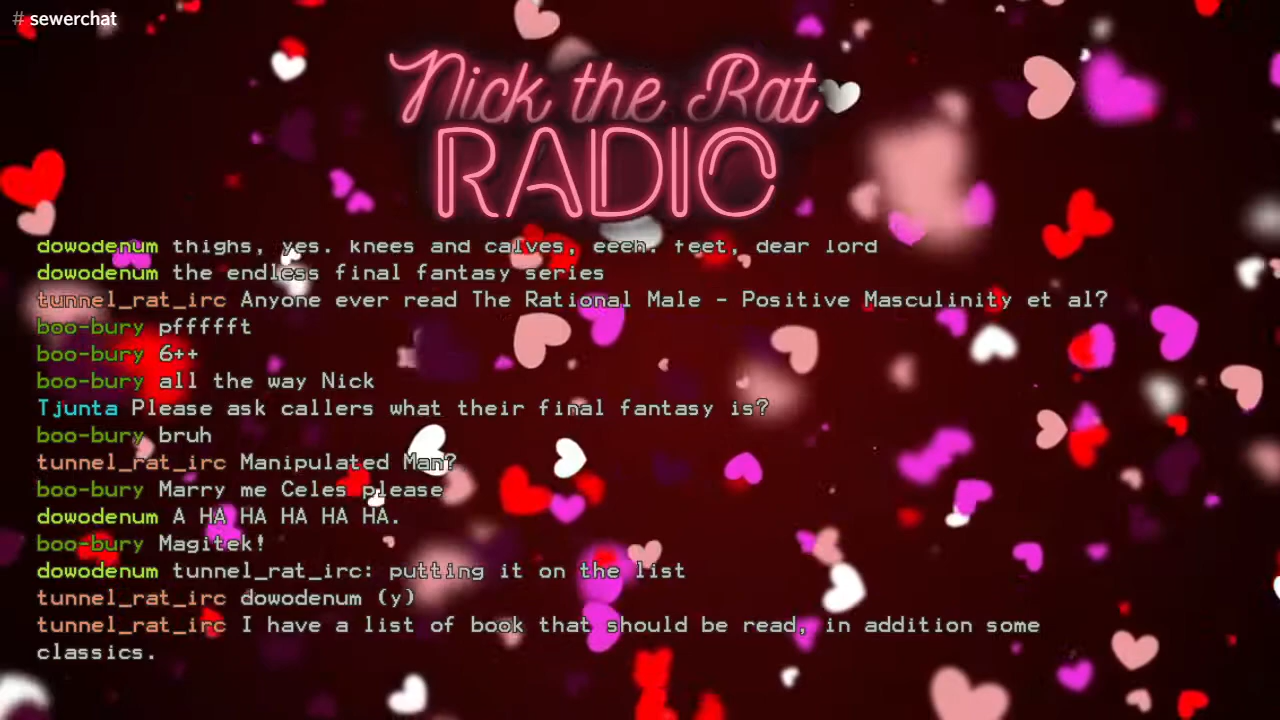 # sewerchat
Nick the Rat
RADIO
dowodenum thighs, yes. knees and calves, eeeh. feet, dear lord
dowodenum the endless final fantasy series
tunnel_rat_irc Anyone ever read The Rational Male - Positive Masculinity et al?
boo-bury pffffft
boo-bury 6++
boo-bury all the way Nick
Tjunta Please ask callers what their final fantasy is?
boo-bury bruh
tunnel_rat_irc Manipulated Man?
boo-bury Marry me Celes please
dowodenum A HA HA HA HA HA.
boo-bury Magitek!
dowodenum tunnel_rat_irc: putting it on the list
tunnel_rat_irc dowodenum (y)
tunnel_rat_irc I have a list of book that should be read, in addition some
classics.